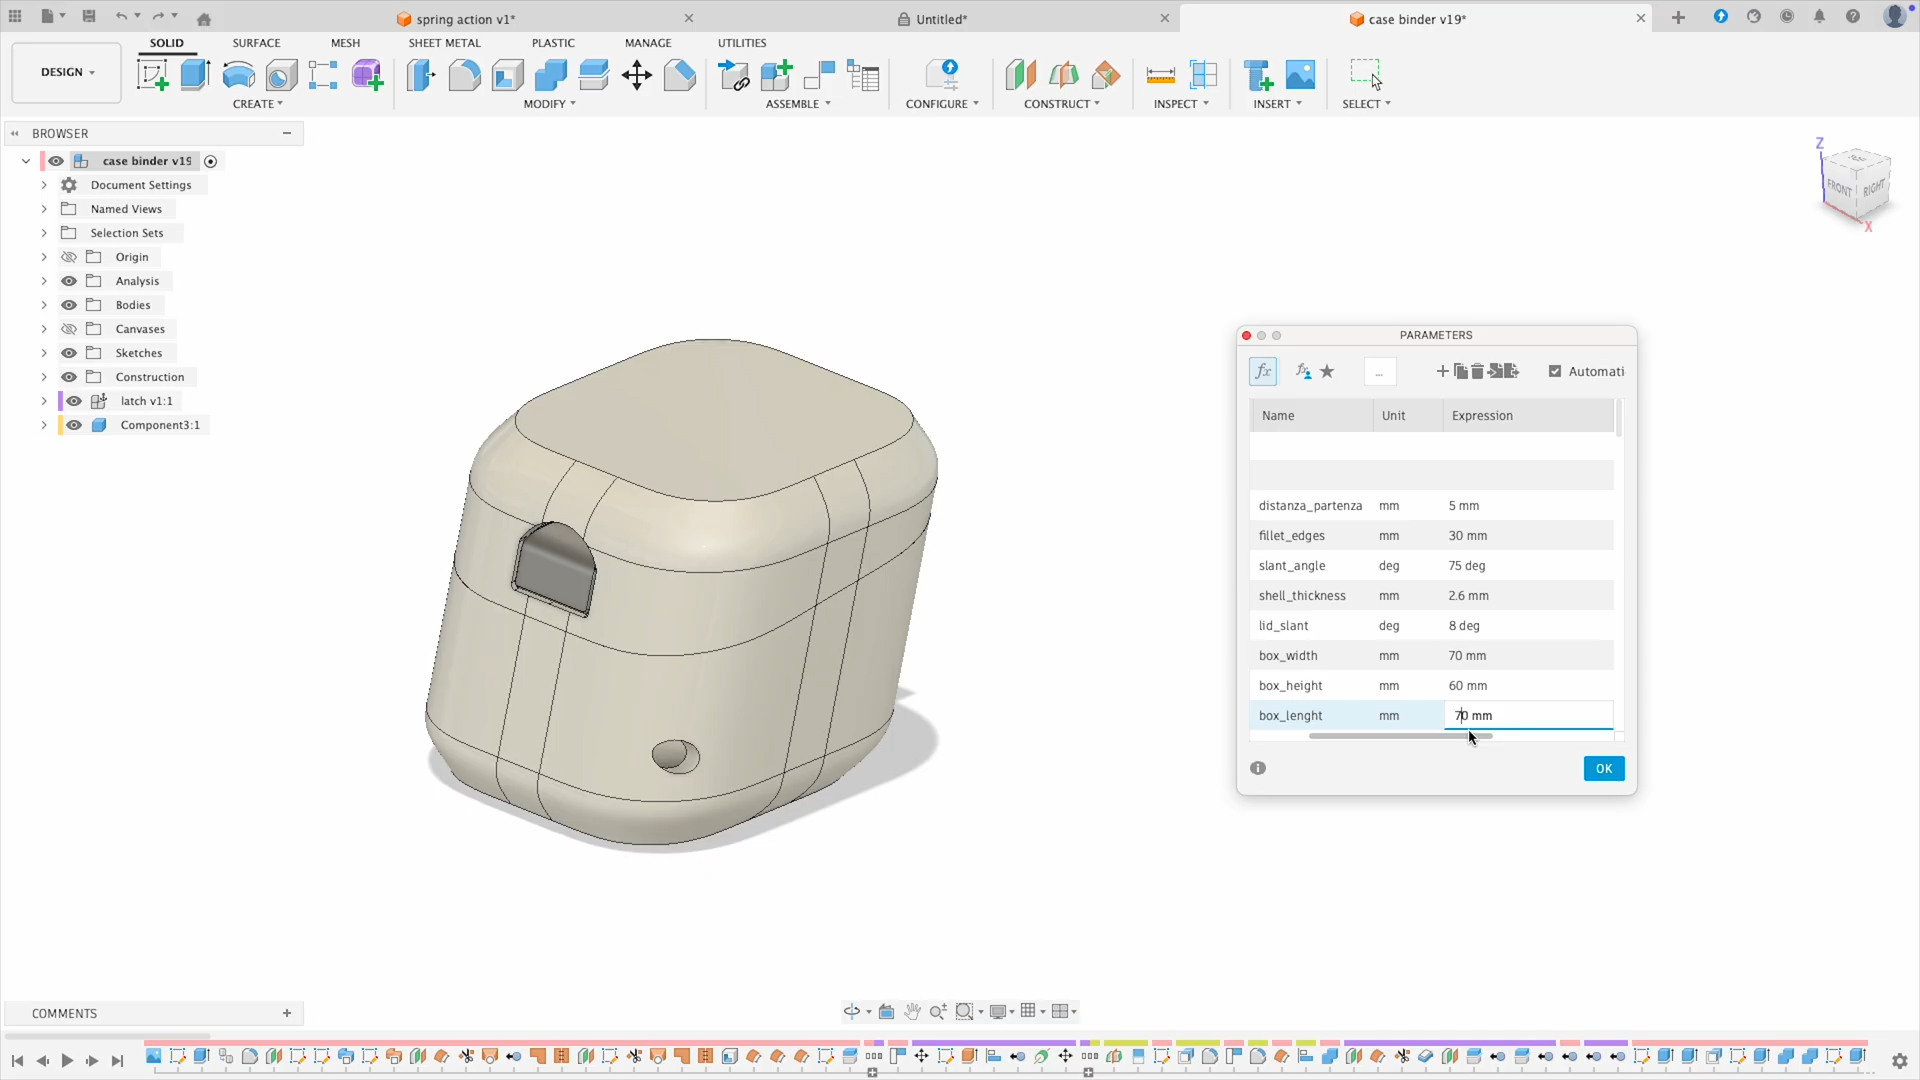 spring action v1*
Untitled*
case binder v19*
DESIGN
SOLID
SURFACE
MESH
SHEET METAL
PLASTIC
MANAGE
UTILITIES
CREATE
MODIFY
ASSEMBLE
CONFIGURE
CONSTRUCT
INSPECT
INSERT
SELECT
BROWSER
case binder v19
Document Settings
Named Views
Selection Sets
Origin
Analysis
Bodies
Canvases
Sketches
Construction
latch v1:1
Component3:1
Z
TOP
FRONT
RIGHT
X
PARAMETERS
fx
...
Automati
Name Unit Expression
distanza_partenza mm 5 mm
fillet_edges mm 30 mm
slant_angle deg 75 deg
shell_thickness mm 2.6 mm
lid_slant deg 8 deg
box_width mm 70 mm
box_height mm 60 mm
box_lenght mm 70 mm
OK
COMMENTS